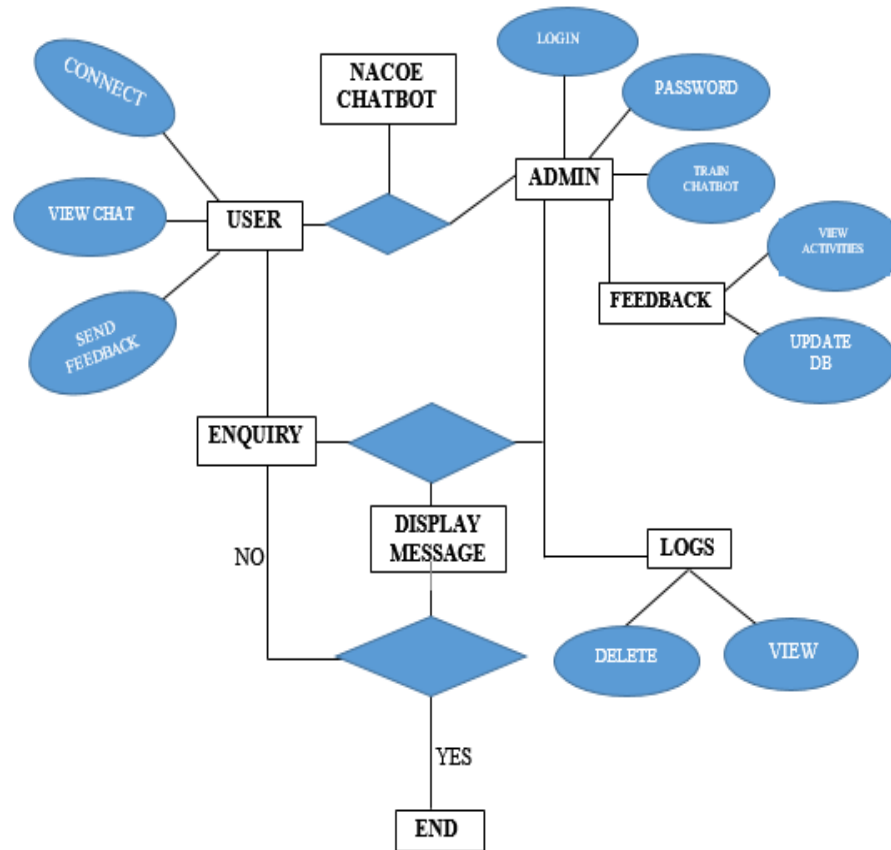 LOGIN
CONNECT
NACOE
CHATBOT
PASSWORD
ADMIN
TRAIN
CHATBOT
VIEW CHAT
USER
VIEW
ACTIVITIES
FEEDBACK
SEND
FEEDBACK
UPDATE
DB
ENQUIRY
DISPLAY
MESSAGE
NO
LOGS
DELETE
VIEW
YES
END